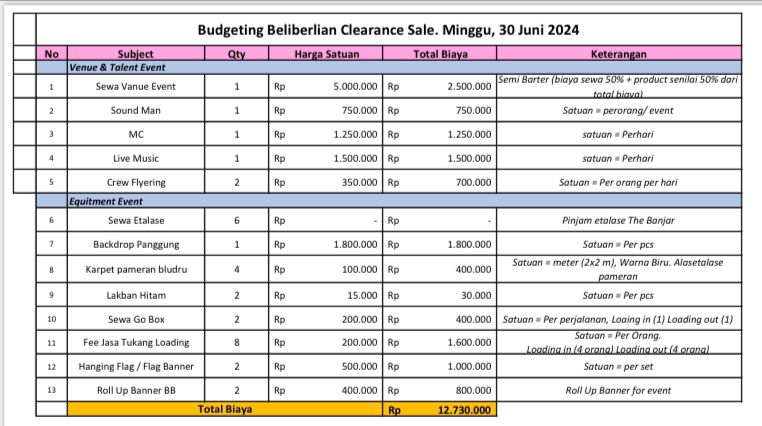 Budgeting Beliberlian Clearance Sale. Minggu, 30 Juni 2024
No Subject Qty Harga Satuan Total Biaya Keterangan
Venue & Talent Event
1 Sewa Vanue Event 1 Rp 5.000.000 Rp 2.500.000 Semi Barter (biaya sewa 50% + product senilai 50% dari
total biaya)
2 Sound Man 1 Rp 750.000 Rp 750.000 Satuan = perorang/ event
3 MC 1 Rp 1.250.000 Rp 1.250.000 satuan = Perhari
4 Live Music 1 Rp 1.500.000 Rp 1.500.000 satuan = Perhari
5 Crew Flyering 2 Rp 350.000 Rp 700.000 Satuan = Per orang per hari
Equitment Event
6 Sewa Etalase 6 Rp - Rp - Pinjam etalase The Banjar
7 Backdrop Panggung 1 Rp 1.800.000 Rp 1.800.000 Satuan = Per pcs
8 Karpet pameran bludru 4 Rp 100.000 Rp 400.000 Satuan = meter (2x2 m), Warna Biru. Alasetalase
pameran
9 Lakban Hitam 2 Rp 15.000 Rp 30.000 Satuan = Per pcs
10 Sewa Go Box 2 Rp 200.000 Rp 400.000 Satuan = Per perjalanan, Loaing in (1) Loading out (1)
11 Fee Jasa Tukang Loading 8 Rp 200.000 Rp 1.600.000 Satuan = Per Orang.
Loading in (4 orang) Loading out (4 orang)
12 Hanging Flag / Flag Banner 2 Rp 500.000 Rp 1.000.000 Satuan = per set
13 Roll Up Banner BB 2 Rp 400.000 Rp 800.000 Roll Up Banner for event
Total Biaya Rp 12.730.000